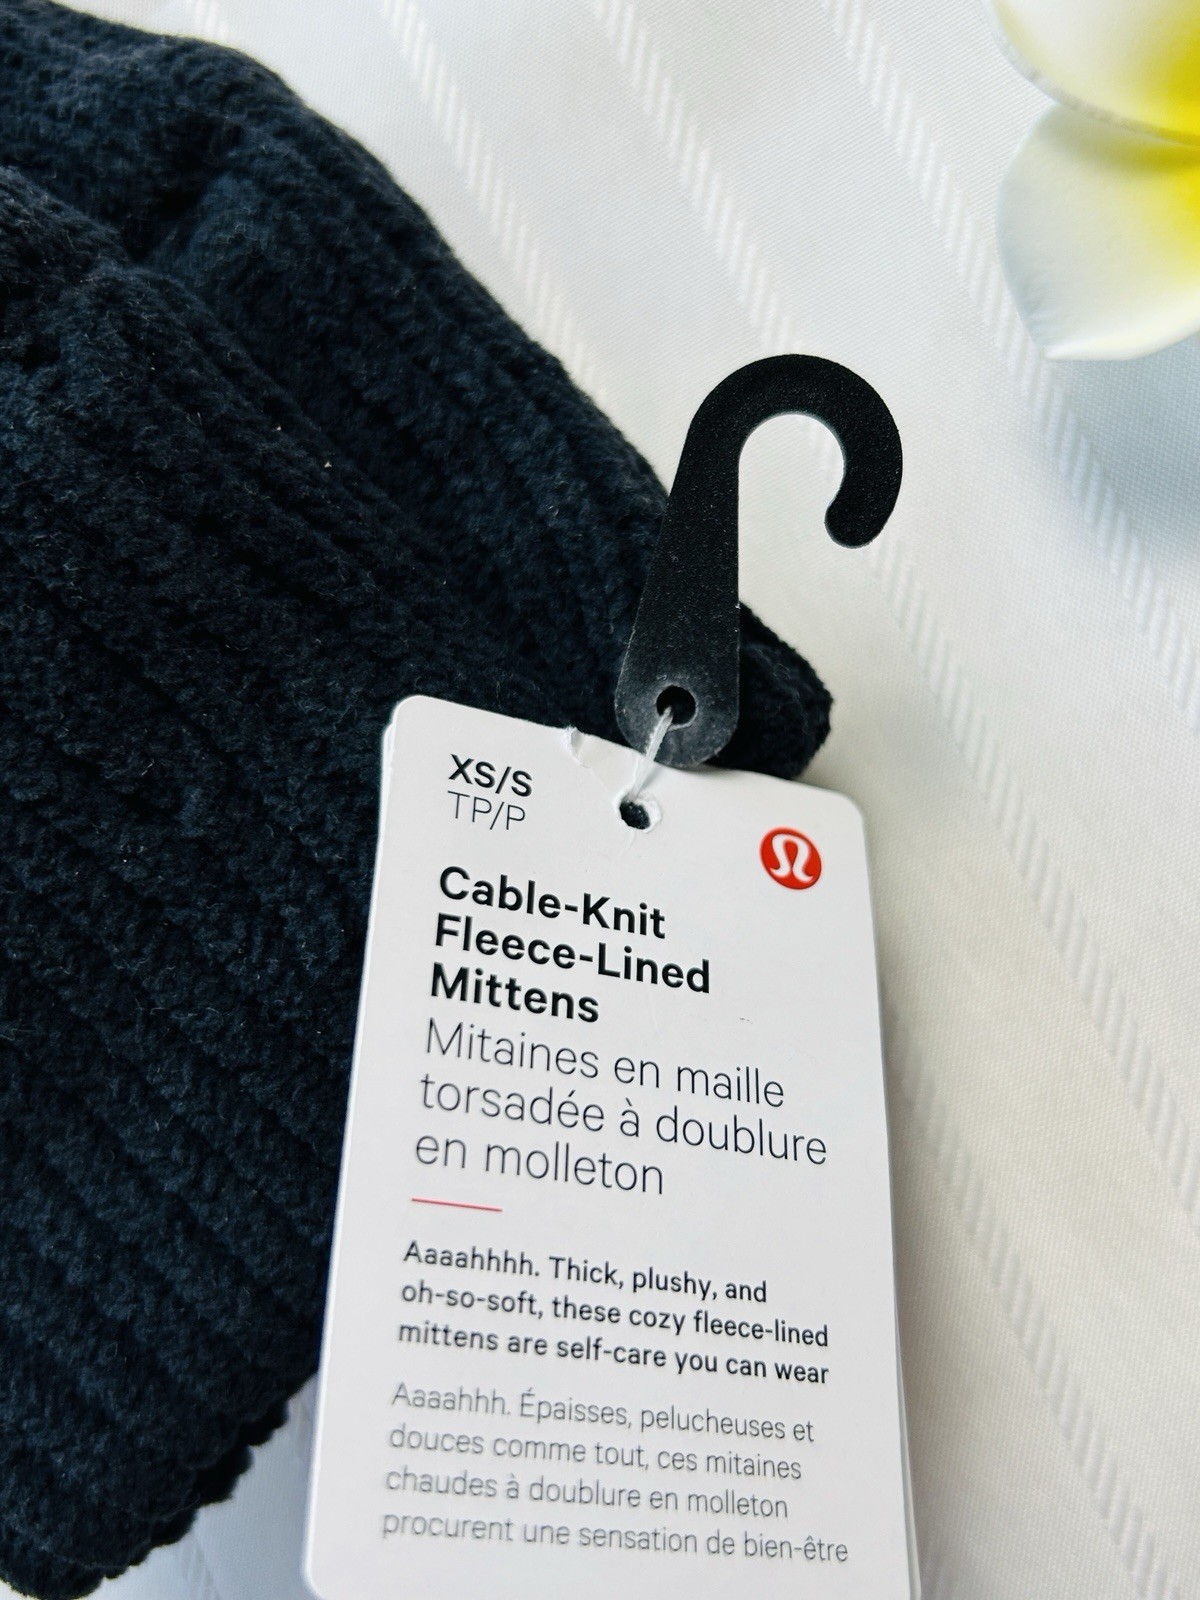 XS/S
TP/P
Cable-Knit
Fleece-Lined
Mittens
Mitaines en maille
torsadée à doublure
en molleton
Aaaahhhh. Thick, plushy, and
oh-so-soft, these cozy fleece-lined
mittens are self-care you can wear
Aaaahhh. Épaisses, pelucheuses et
douces comme tout, ces mitaines
chaudes à doublure en molleton
procurent une sensation de bien-être